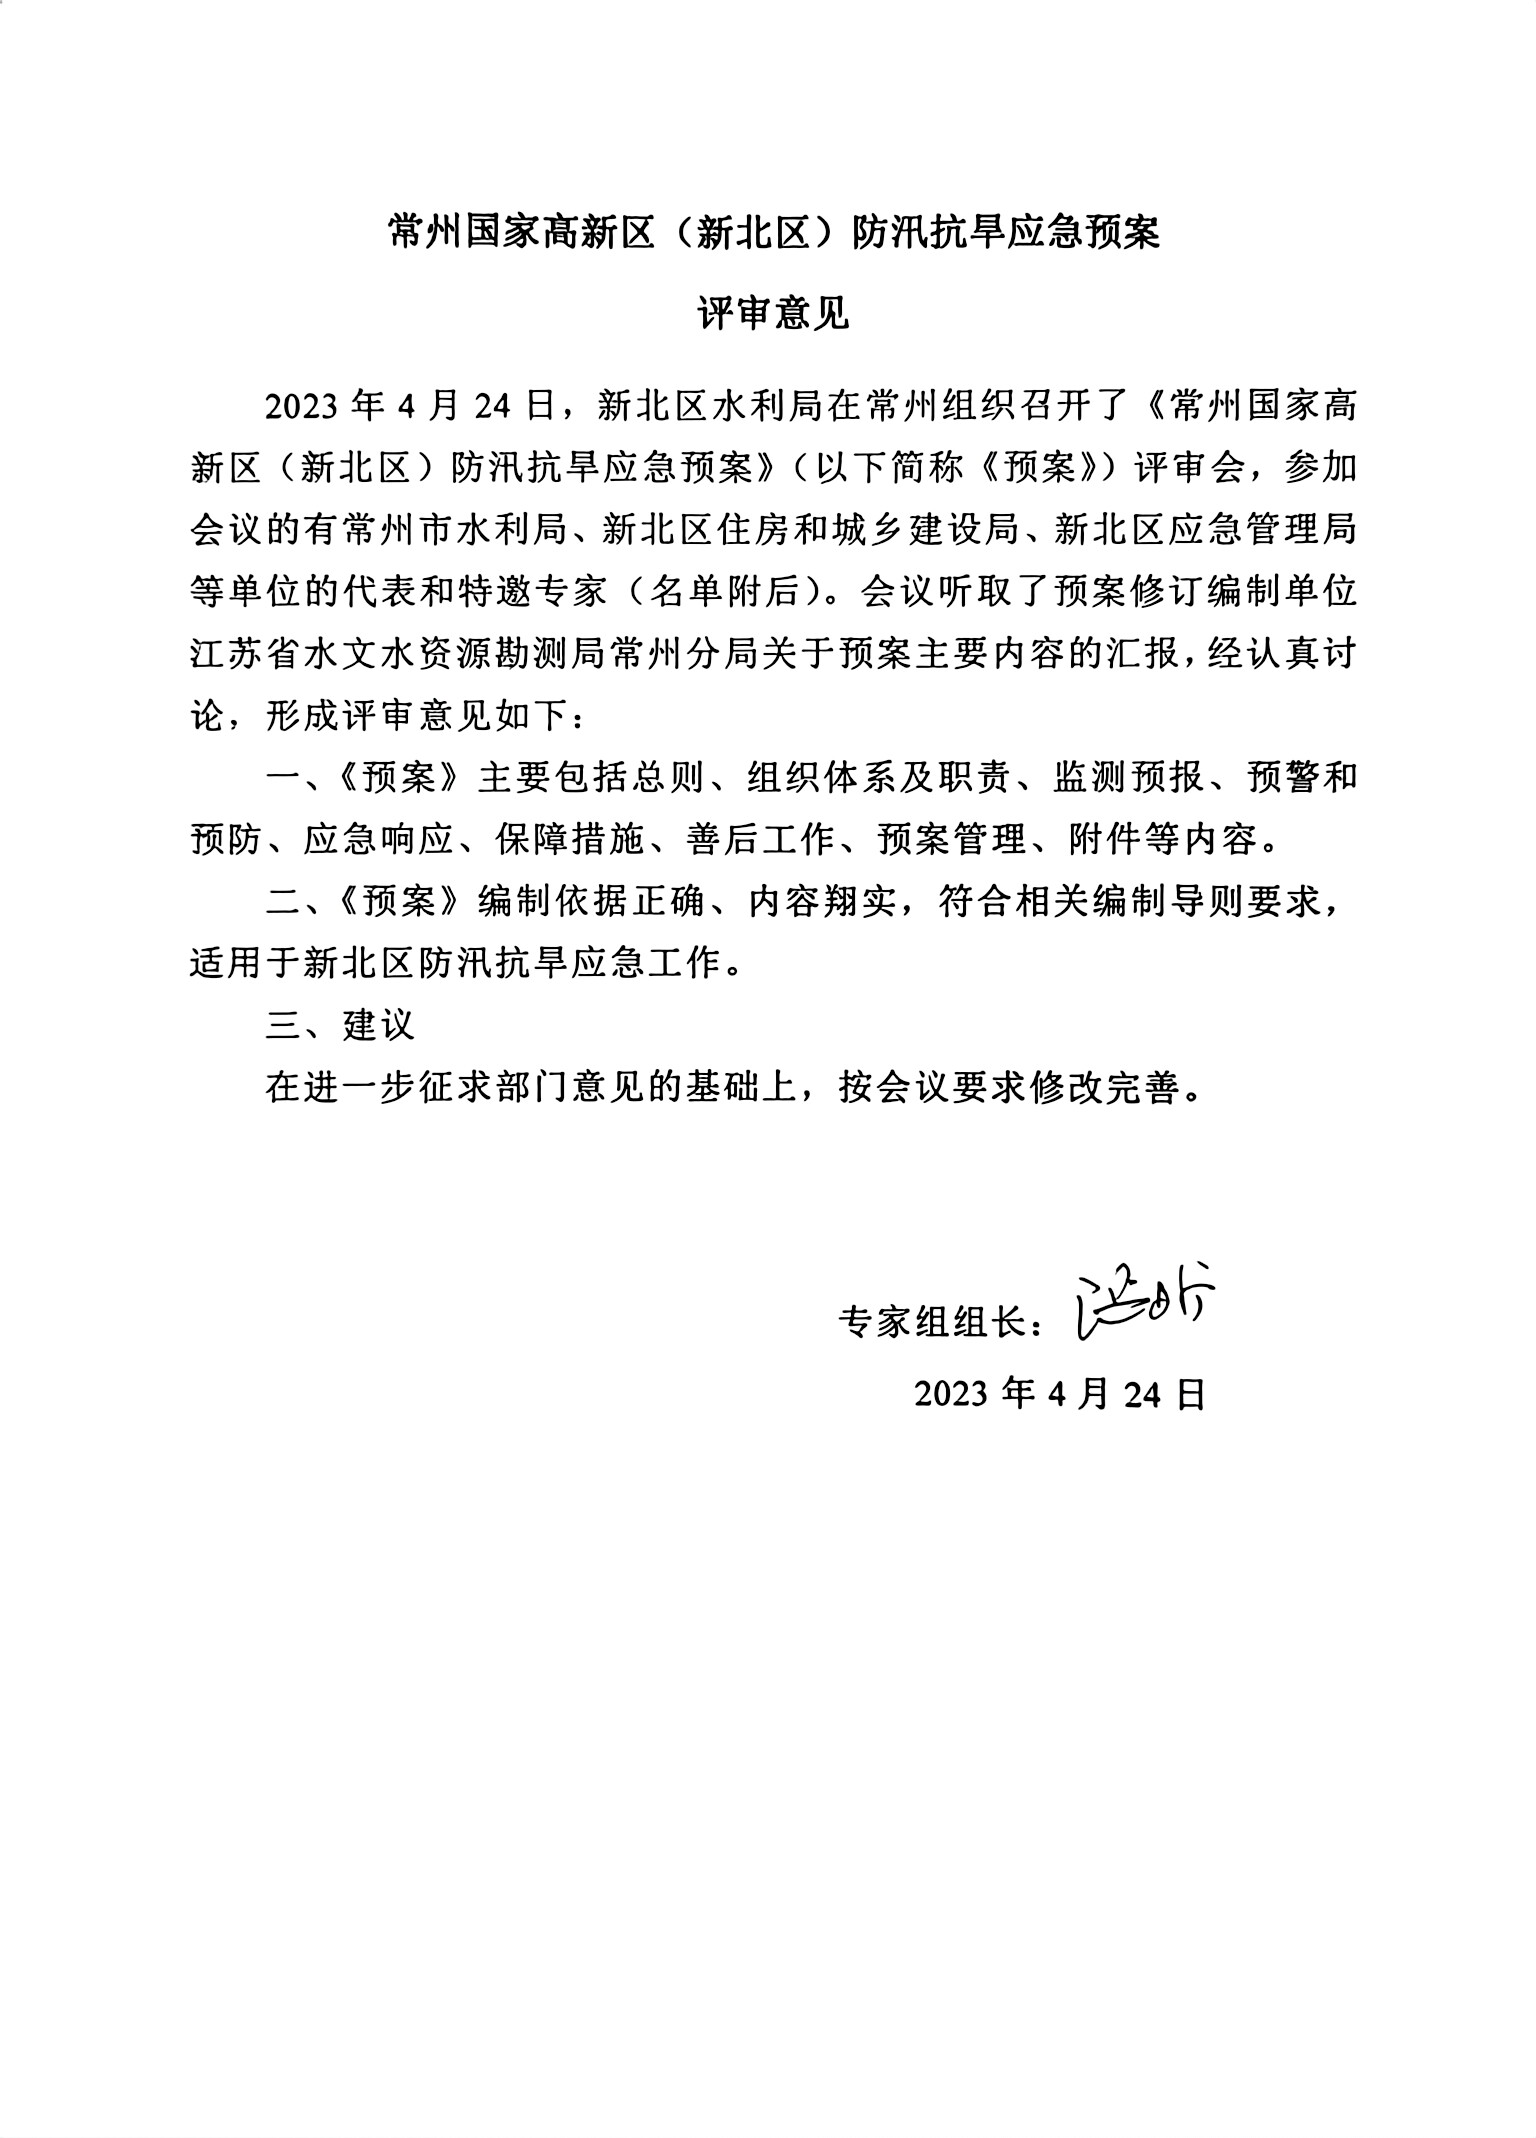 常州国家高新区（新北区）防汛抗旱应急预案
评审意见
2023 年 4 月 24 日，新北区水利局在常州组织召开了《常州国家高
新区（新北区）防汛抗旱应急预案》（以下简称《预案》）评审会，参加
会议的有常州市水利局、新北区住房和城乡建设局、新北区应急管理局
等单位的代表和特邀专家（名单附后）。会议听取了预案修订编制单位
江苏省水文水资源勘测局常州分局关于预案主要内容的汇报，经认真讨
论，形成评审意见如下：
一、《预案》主要包括总则、组织体系及职责、监测预报、预警和
预防、应急响应、保障措施、善后工作、预案管理、附件等内容。
二、《预案》编制依据正确、内容翔实，符合相关编制导则要求，
适用于新北区防汛抗旱应急工作。
三、建议
在进一步征求部门意见的基础上，按会议要求修改完善。
专家组组长：
2023 年 4 月 24 日